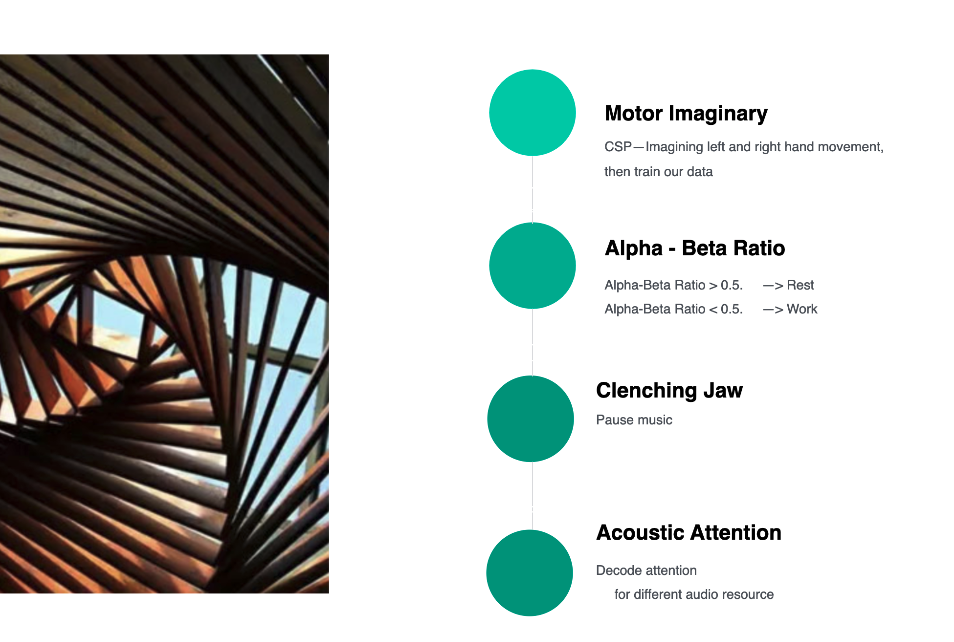 Motor Imaginary
CSP—Imagining left and right hand movement,
then train our data
Alpha - Beta Ratio
Alpha-Beta Ratio > 0.5. —> Rest
Alpha-Beta Ratio < 0.5. —> Work
Clenching Jaw
Pause music
Acoustic Attention
Decode attention
for different audio resource